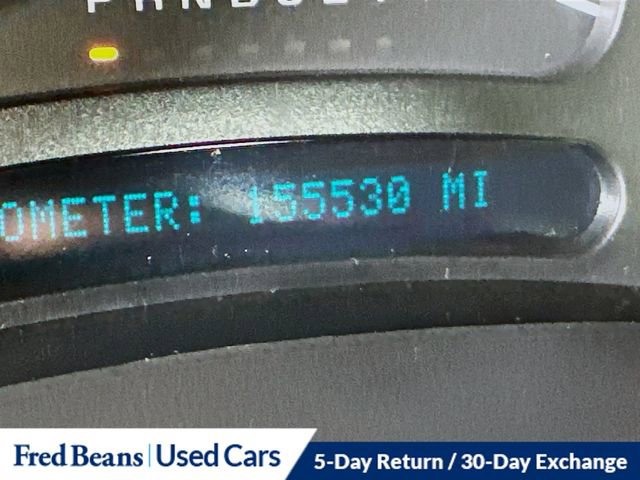 OMETER: 155530 MI
Fred Beans | Used Cars
5-Day Return / 30-Day Exchange